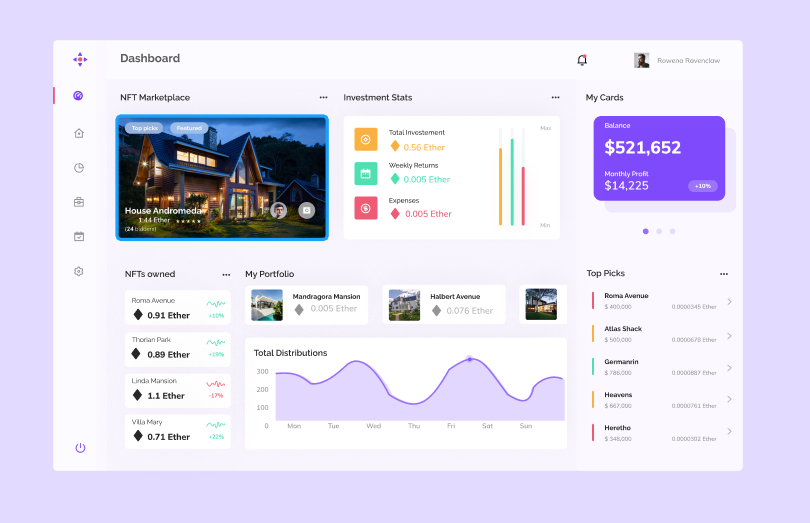 Dashboard
Rowena Ravenclaw
NFT Marketplace
Top picks
Featured
House Andromeda
1.44 Ether
(24 bidders)
Investment Stats
Total Investement
0.56 Ether
Weekly Returns
0.005 Ether
Expenses
0.005 Ether
Max
Min
My Cards
Balance
$521,652
Monthly Profit
$14,225
+10%
NFTs owned
Roma Avenue
0.91 Ether
+10%
Thorian Park
0.89 Ether
+19%
Linda Mansion
1.1 Ether
-17%
Villa Mary
0.71 Ether
+22%
My Portfolio
Mandragora Mansion
0.005 Ether
Halbert Avenue
0.076 Ether
Total Distributions
300
200
100
0
Mon
Tue
Wed
Thu
Fri
Sat
Sun
Top Picks
Roma Avenue
$ 400,000
0.0000345 Ether
Atlas Shack
$ 500,000
0.0000678 Ether
Germanrin
$ 786,000
0.0000887 Ether
Heavens
$ 667,000
0.0000761 Ether
Heretho
$ 346,000
0.0000302 Ether